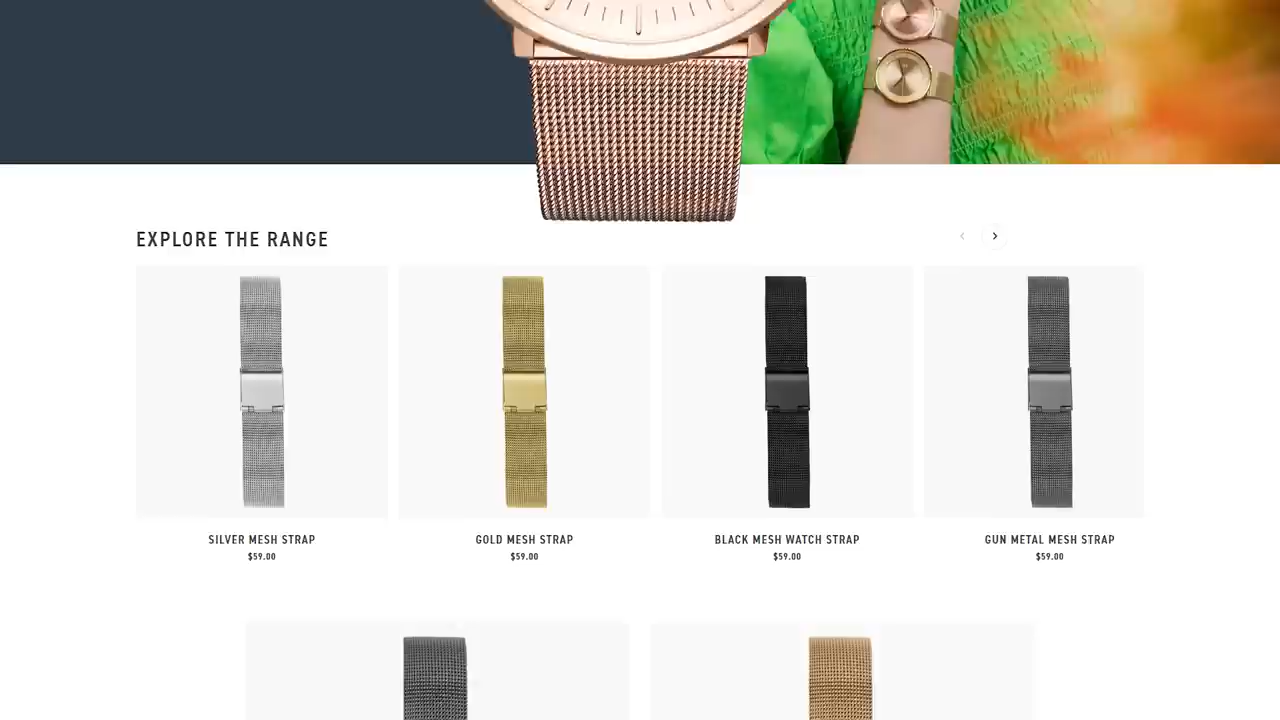 EXPLORE THE RANGE
SILVER MESH STRAP
$59.00
GOLD MESH STRAP
$59.00
BLACK MESH WATCH STRAP
$59.00
GUN METAL MESH STRAP
$59.00